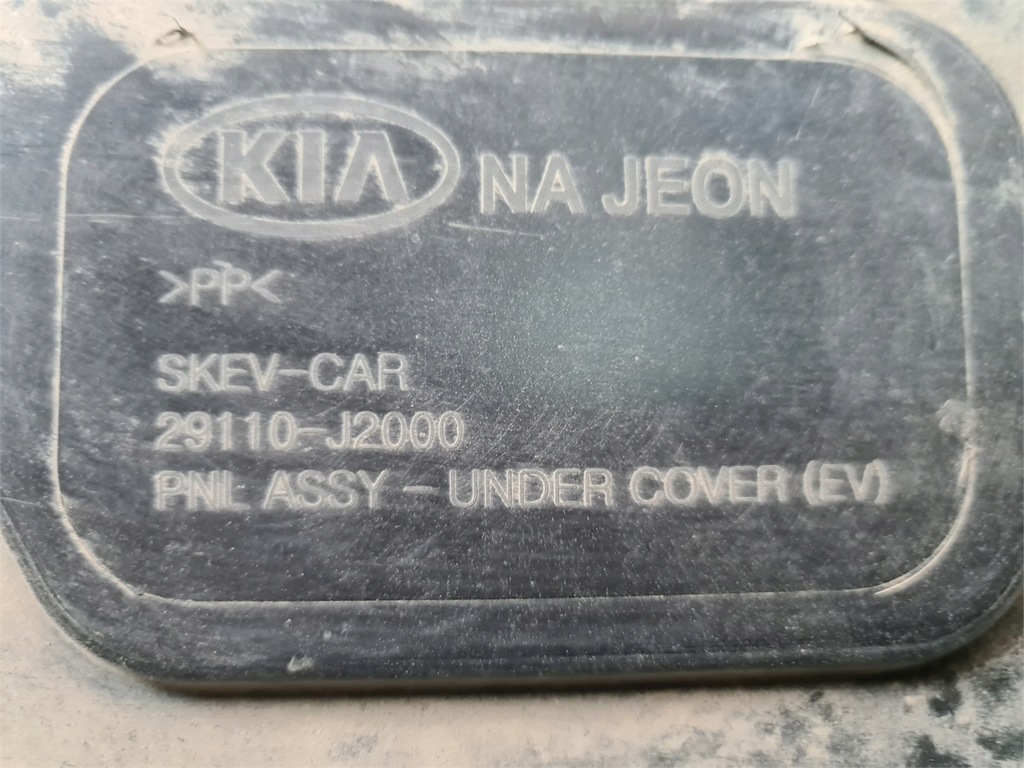 KIA NA JEON
>PP<
SKEV-CAR
29110-J2000
PNL ASSY - UNDER COVER (EV)